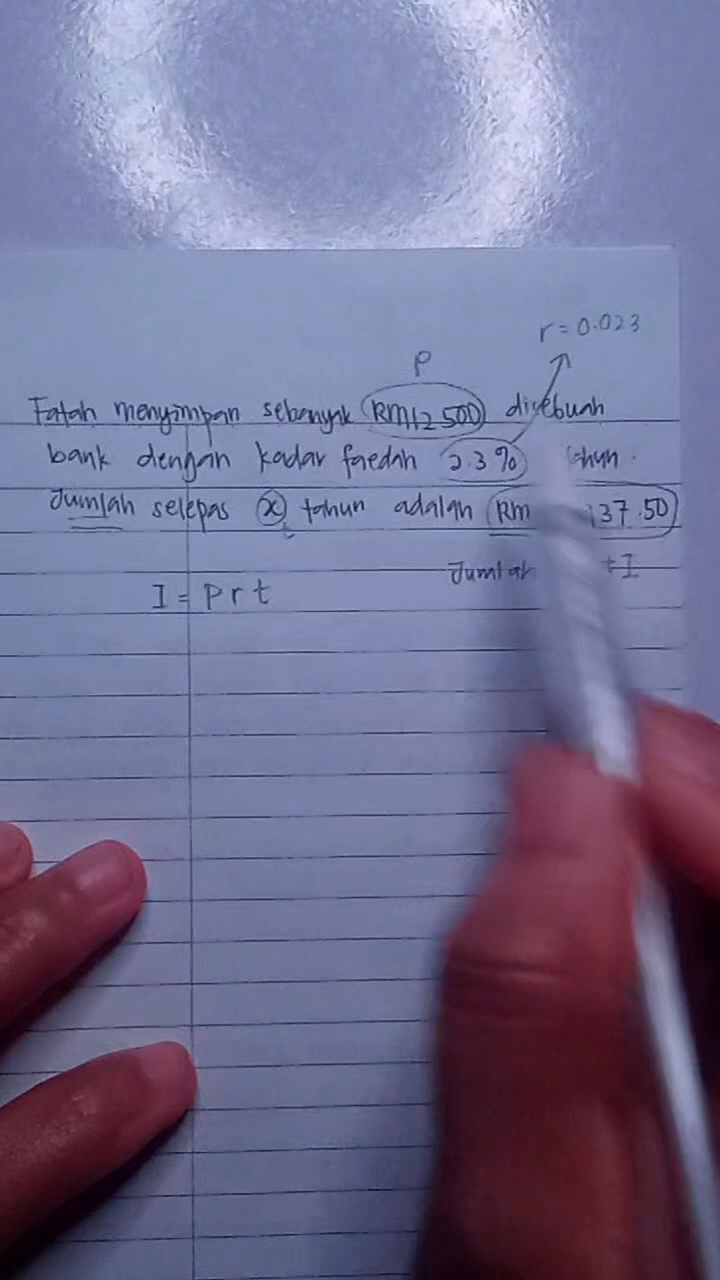 r = 0.023
P
Fatah menyimpan sebanyak RM12 500 disebuah
bank dengan kadar faedah 2.3%
Jumlah selepas x tahun adalah RM 137.50
t
Jumlah + I
I = P r t